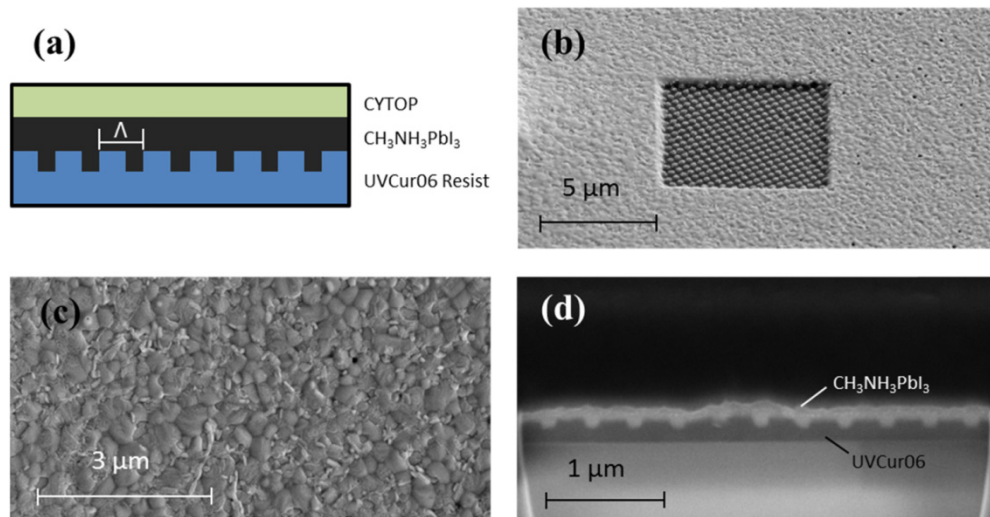 (a)
CYTOP
Λ
CH₃NH₃PbI₃
UVCur06 Resist
(b)
5 μm
(c)
3 μm
(d)
CH₃NH₃PbI₃
UVCur06
1 μm